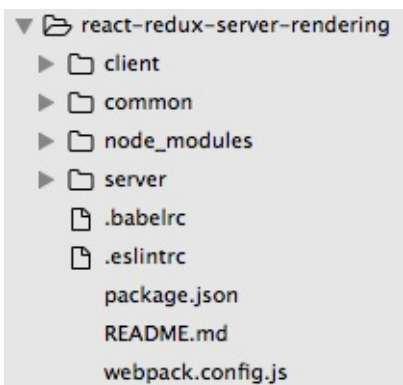 react-redux-server-rendering
client
common
node_modules
server
.babelrc
.eslintrc
package.json
README.md
webpack.config.js